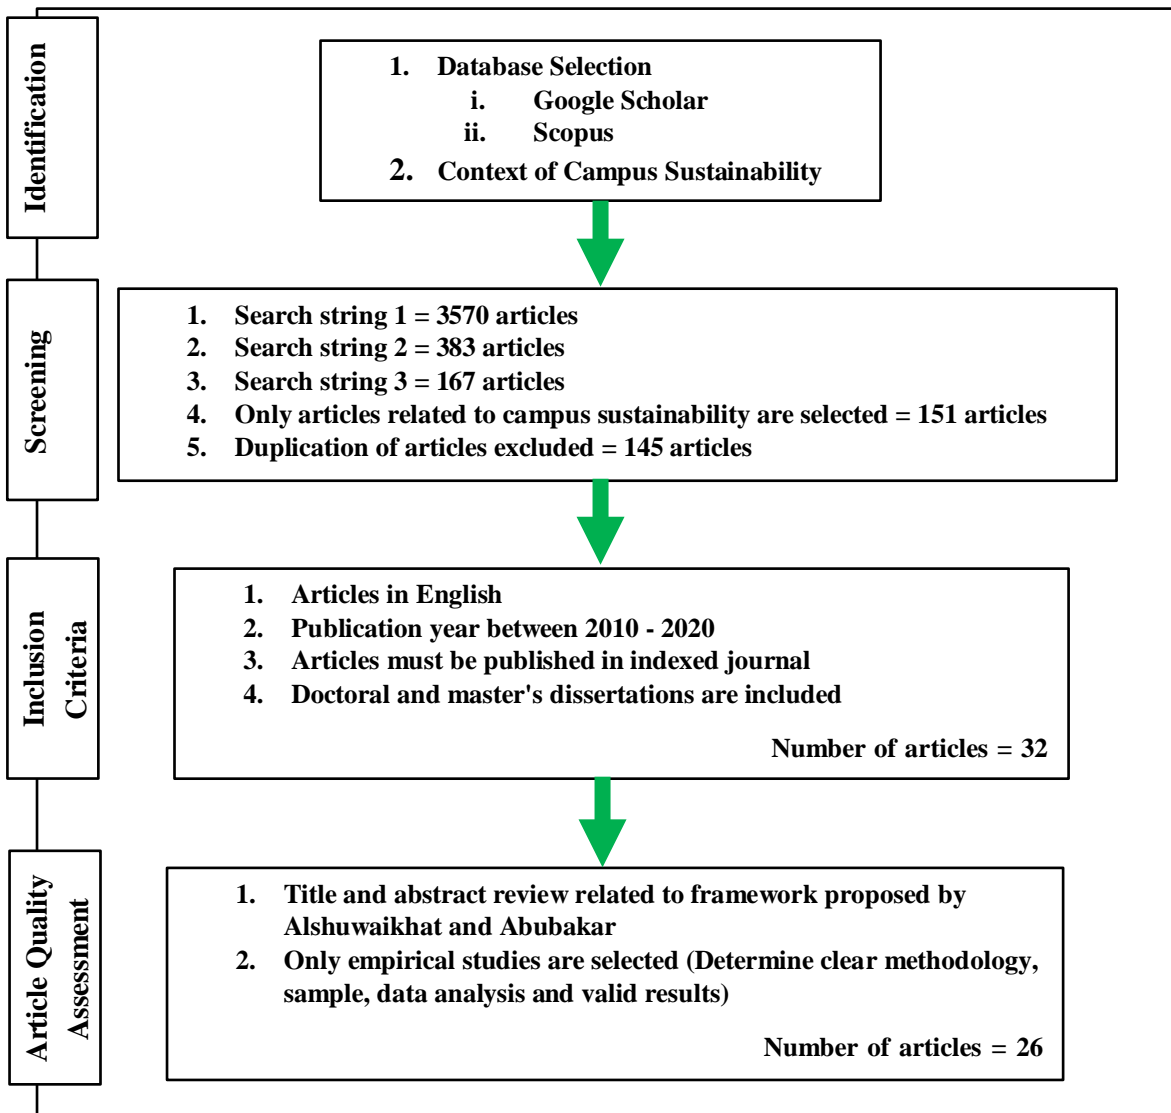 Identification
1. Database Selection
i. Google Scholar
ii. Scopus
2. Context of Campus Sustainability
Screening
1. Search string 1 = 3570 articles
2. Search string 2 = 383 articles
3. Search string 3 = 167 articles
4. Only articles related to campus sustainability are selected = 151 articles
5. Duplication of articles excluded = 145 articles
Inclusion
Criteria
1. Articles in English
2. Publication year between 2010 - 2020
3. Articles must be published in indexed journal
4. Doctoral and master's dissertations are included
Number of articles = 32
Article Quality
Assessment
1. Title and abstract review related to framework proposed by
Alshuwaikhat and Abubakar
2. Only empirical studies are selected (Determine clear methodology,
sample, data analysis and valid results)
Number of articles = 26